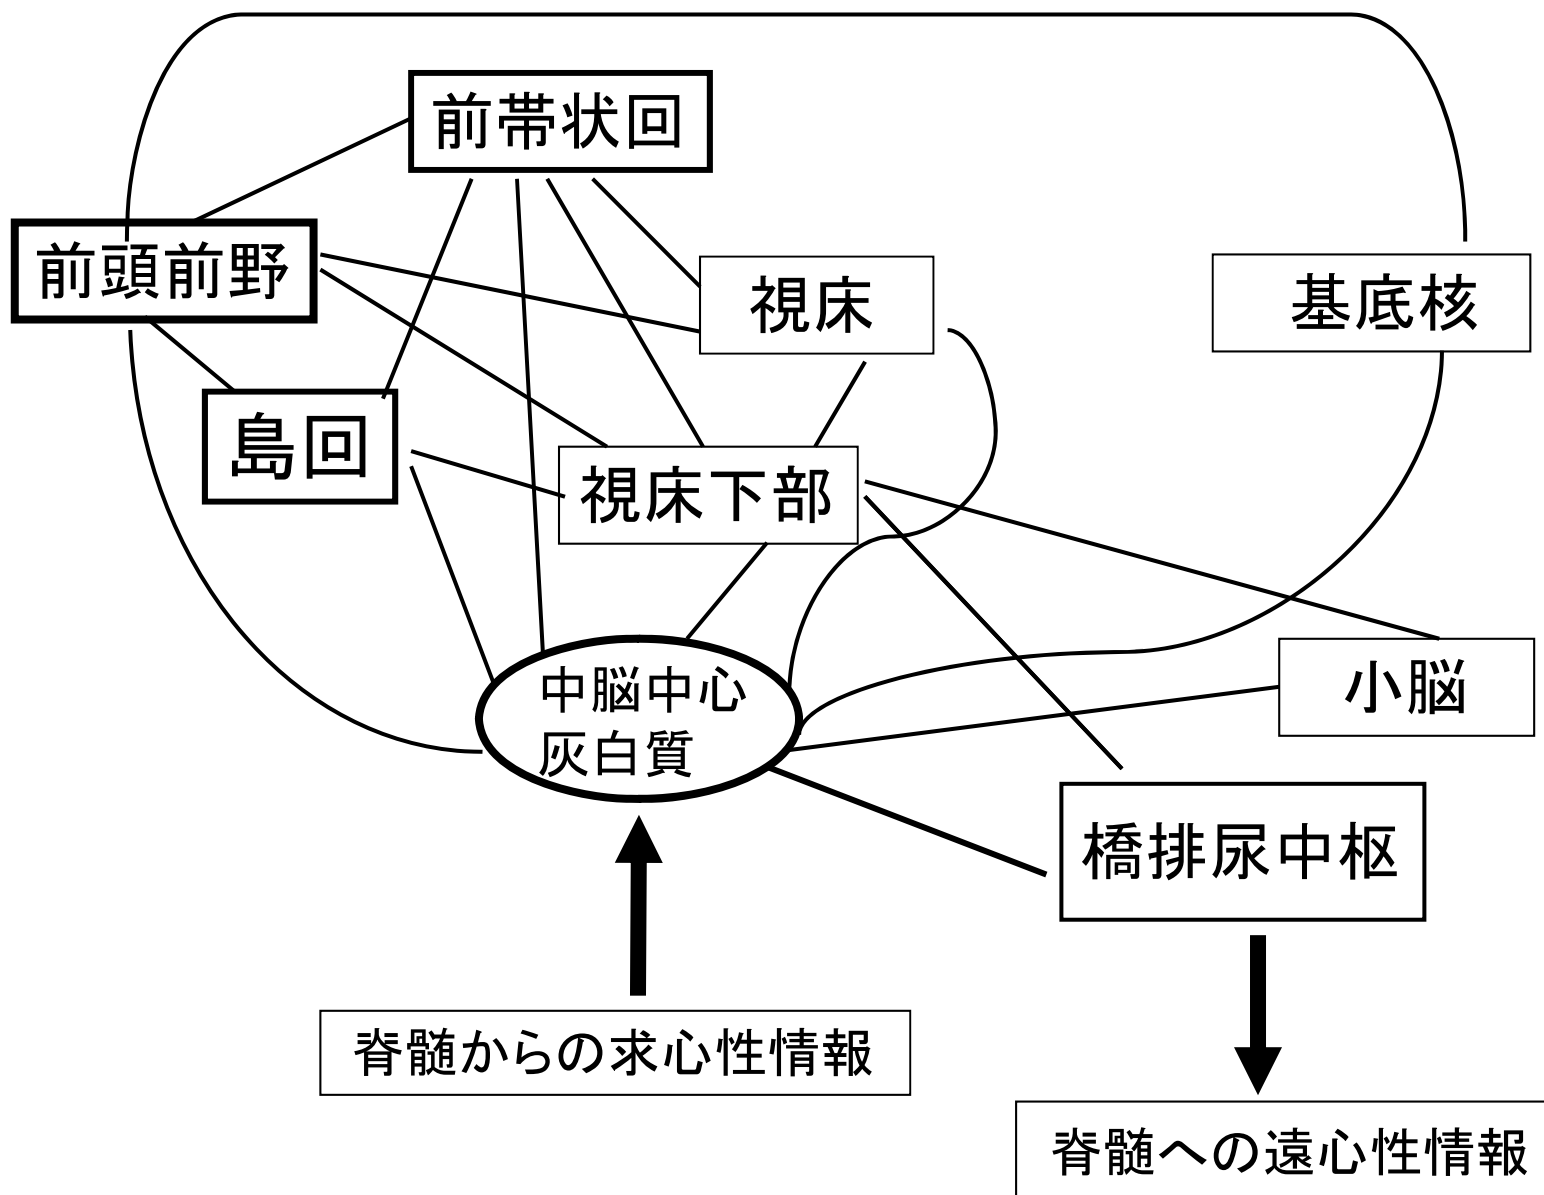 前帯状回
前頭前野
視床
基底核
島回
視床下部
中脳中心
灰白質
小脳
橋排尿中枢
脊髄からの求心性情報
脊髄への遠心性情報